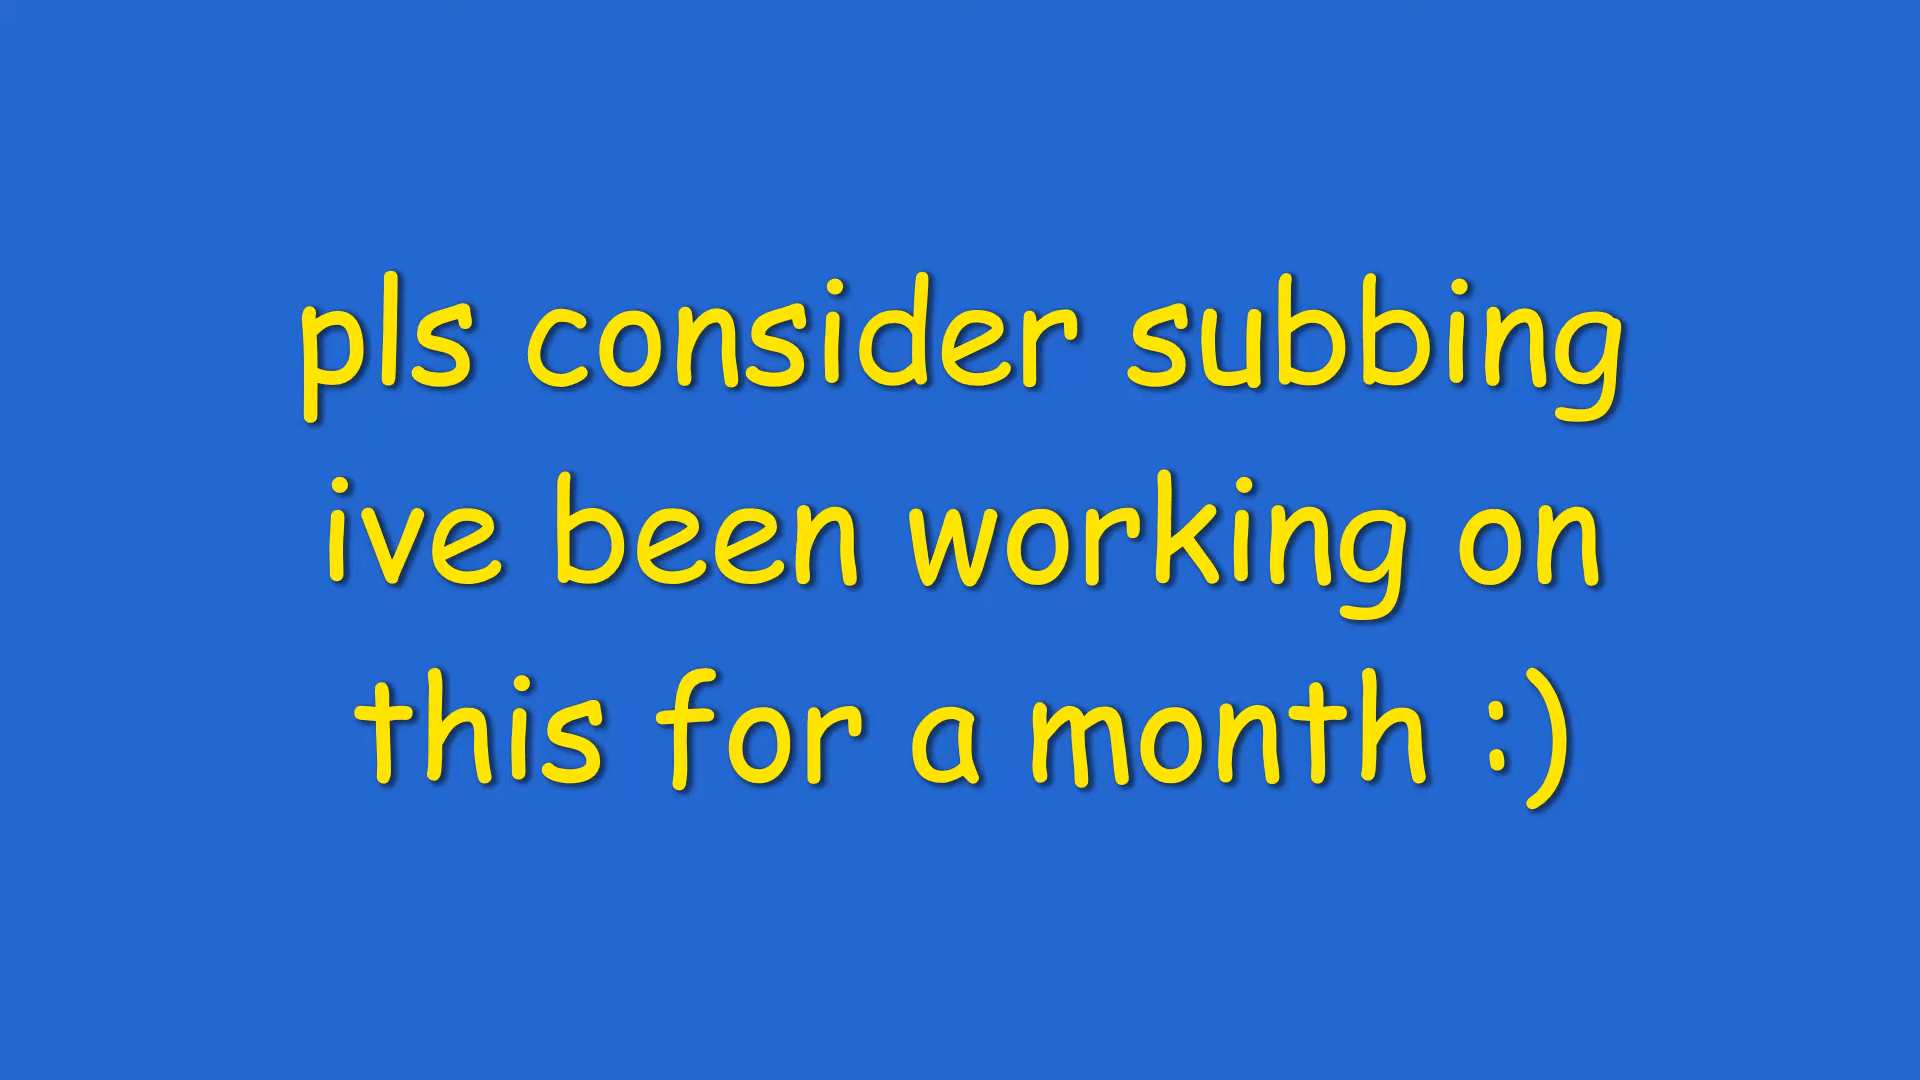 pls consider subbing
ive been working on
this for a month :)